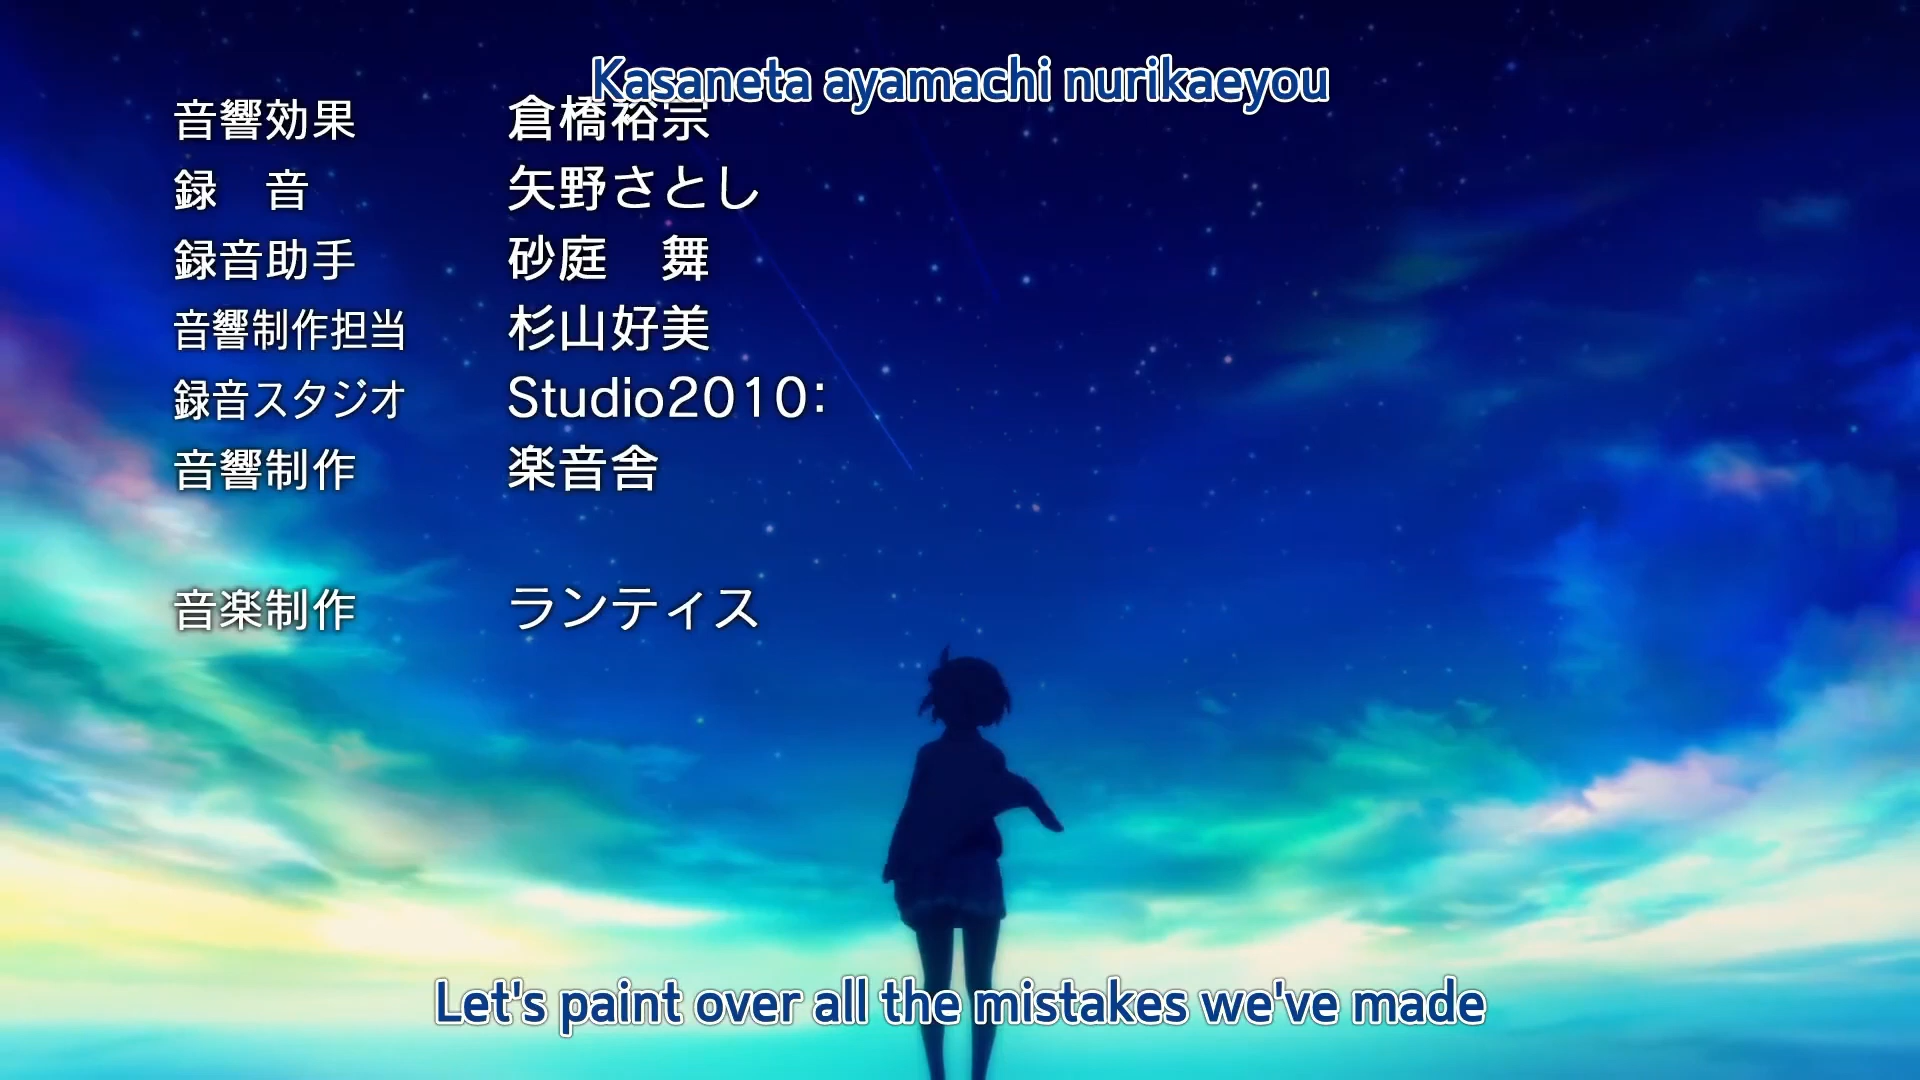 Kasaneta ayamachi nurikaeyou
音響効果 倉橋裕宗
録　音 矢野さとし
録音助手 砂庭　舞
音響制作担当 杉山好美
録音スタジオ Studio2010:
音響制作 楽音舎
音楽制作 ランティス
Let's paint over all the mistakes we've made